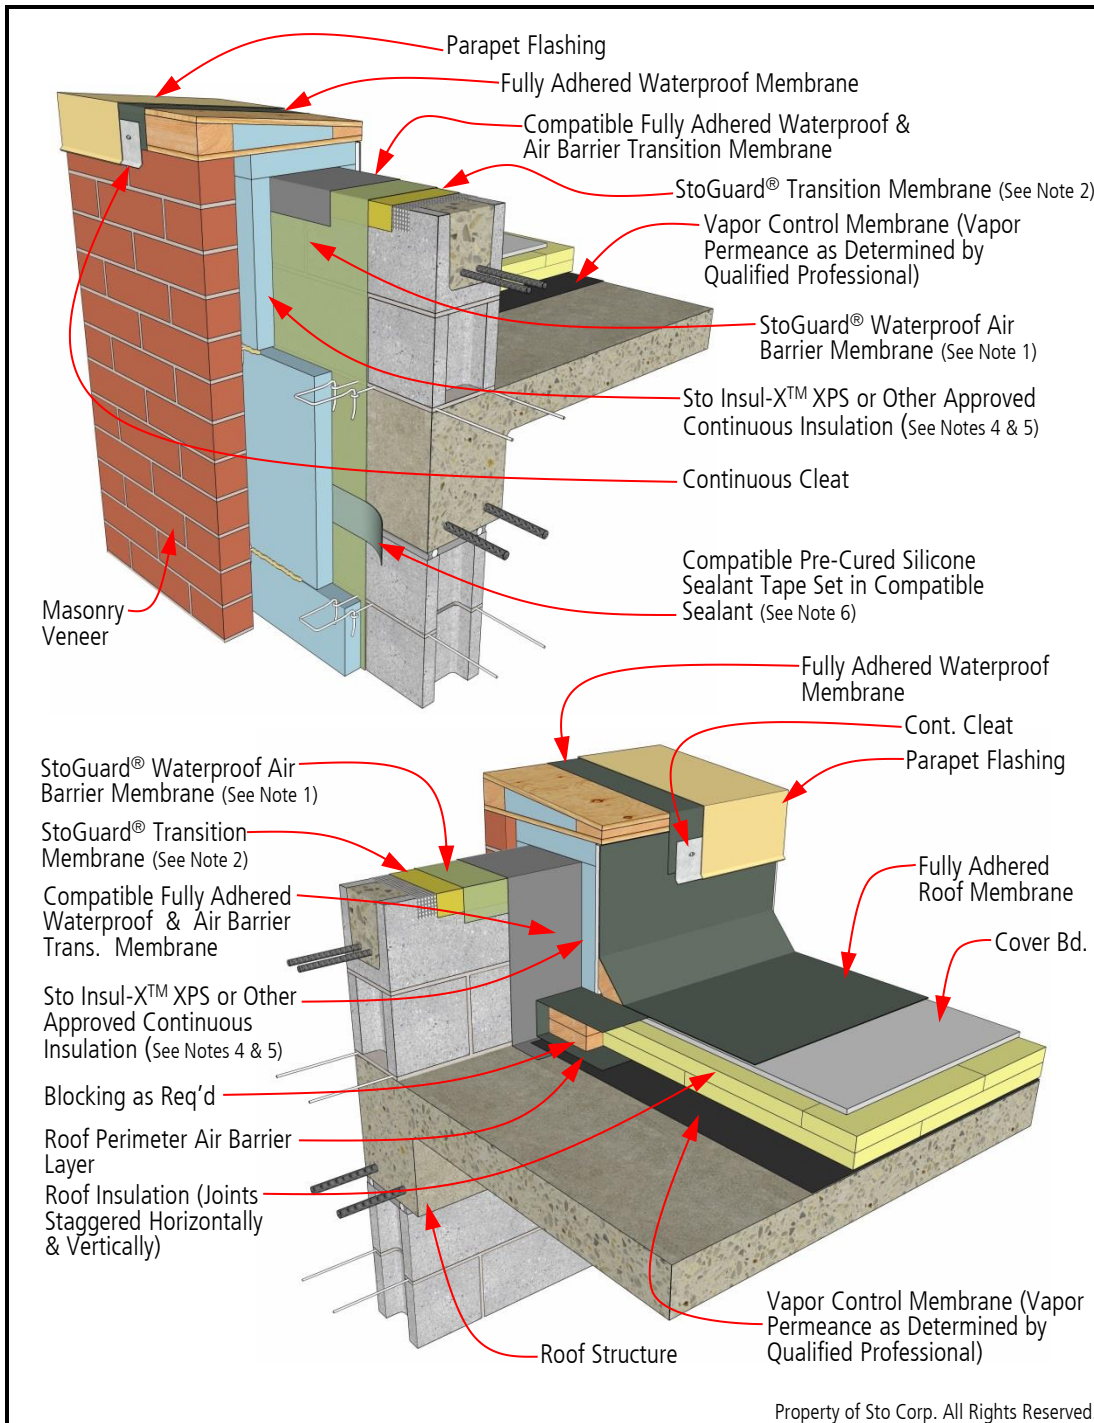 Parapet Flashing
Fully Adhered Waterproof Membrane
Compatible Fully Adhered Waterproof &
Air Barrier Transition Membrane
StoGuard® Transition Membrane (See Note 2)
Vapor Control Membrane (Vapor
Permeance as Determined by
Qualified Professional)
StoGuard® Waterproof Air
Barrier Membrane (See Note 1)
Sto Insul-X™ XPS or Other Approved
Continuous Insulation (See Notes 4 & 5)
Continuous Cleat
Compatible Pre-Cured Silicone
Sealant Tape Set in Compatible
Sealant (See Note 6)
Masonry
Veneer
Fully Adhered Waterproof
Membrane
Cont. Cleat
Parapet Flashing
StoGuard® Waterproof Air
Barrier Membrane (See Note 1)
StoGuard® Transition
Membrane (See Note 2)
Compatible Fully Adhered
Waterproof & Air Barrier
Trans. Membrane
Fully Adhered
Roof Membrane
Cover Bd.
Sto Insul-X™ XPS or Other
Approved Continuous
Insulation (See Notes 4 & 5)
Blocking as Req'd
Roof Perimeter Air Barrier
Layer
Roof Insulation (Joints
Staggered Horizontally
& Vertically)
Roof Structure
Vapor Control Membrane (Vapor
Permeance as Determined by
Qualified Professional)
Property of Sto Corp. All Rights Reserved.